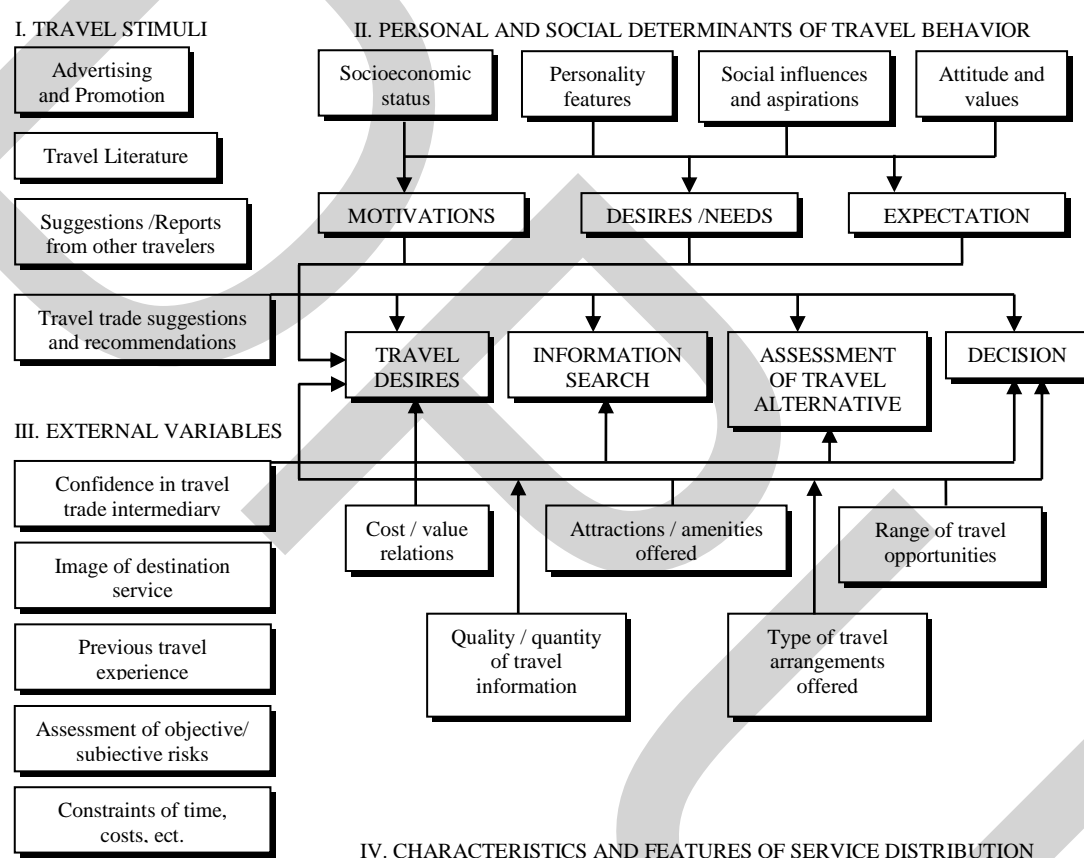 I. TRAVEL STIMULI
Advertising
and Promotion
Travel Literature
Suggestions /Reports
from other travelers
Travel trade suggestions
and recommendations
II. PERSONAL AND SOCIAL DETERMINANTS OF TRAVEL BEHAVIOR
Socioeconomic
status
Personality
features
Social influences
and aspirations
Attitude and
values
MOTIVATIONS
DESIRES /NEEDS
EXPECTATION
TRAVEL
DESIRES
INFORMATION
SEARCH
ASSESSMENT
OF TRAVEL
ALTERNATIVE
DECISION
III. EXTERNAL VARIABLES
Confidence in travel
trade intermediary
Image of destination
service
Previous travel
experience
Assessment of objective/
subjective risks
Constraints of time,
costs, ect.
Cost / value
relations
Attractions / amenities
offered
Range of travel
opportunities
Quality / quantity
of travel
information
Type of travel
arrangements
offered
IV. CHARACTERISTICS AND FEATURES OF SERVICE DISTRIBUTION